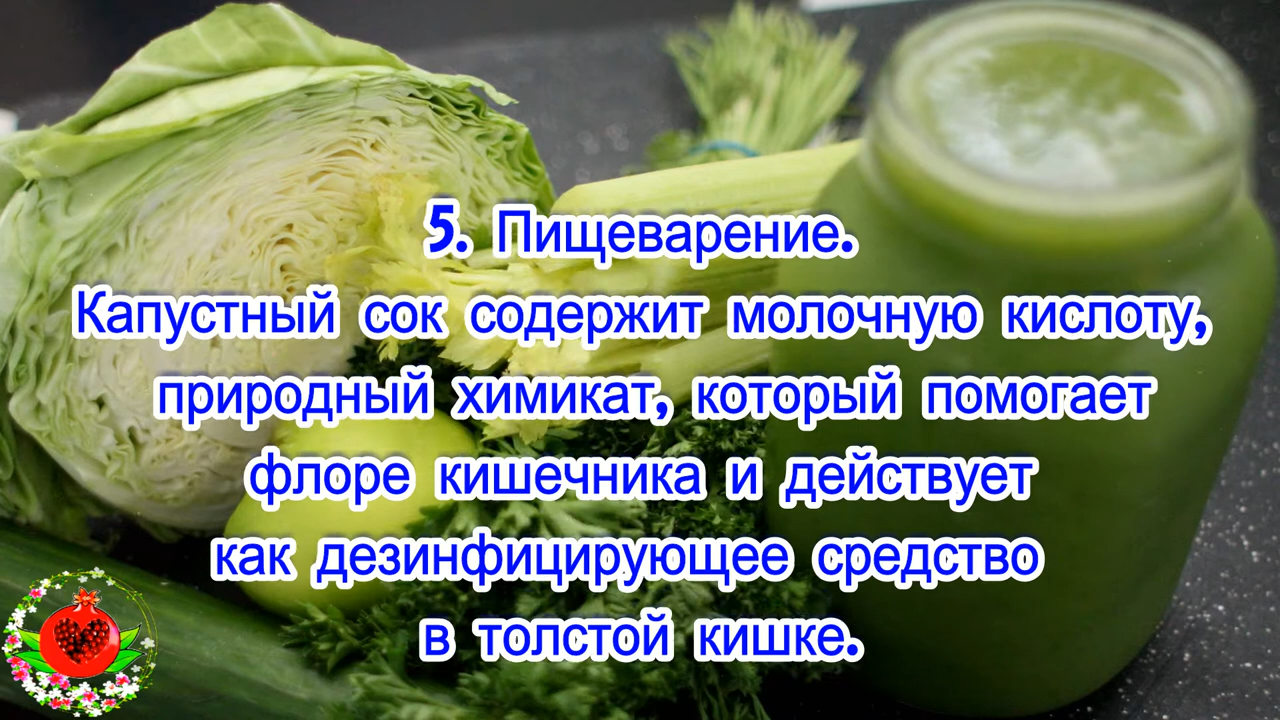 5. Пищеварение.
Капустный сок содержит молочную кислоту,
природный химикат, который помогает
флоре кишечника и действует
как дезинфицирующее средство
в толстой кишке.